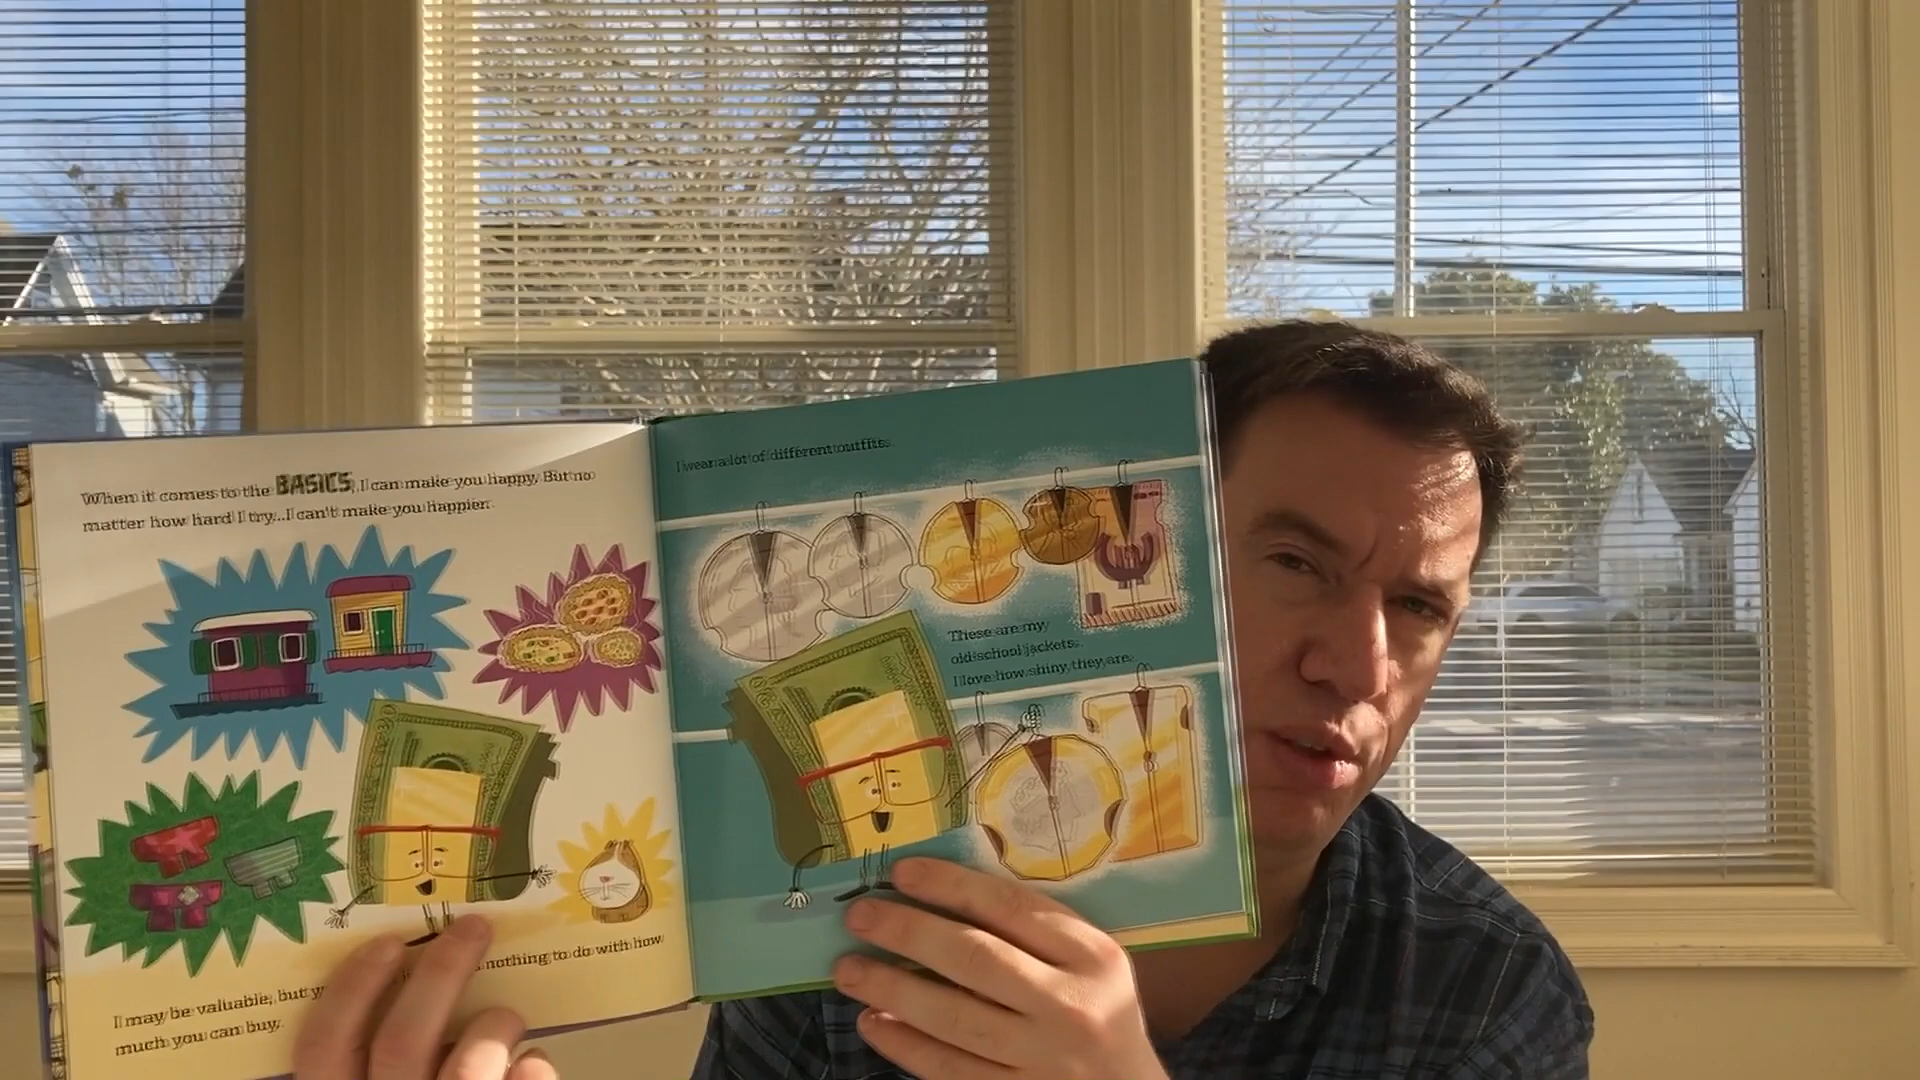 When it comes to the BASICS, I can make you happy. But no
matter how hard I try...I can't make you happier.
I may be valuable, but nothing to do with how
much you can buy.
I wear a lot of different outfits.
These are my
old-school jackets.
I love how shiny they are.